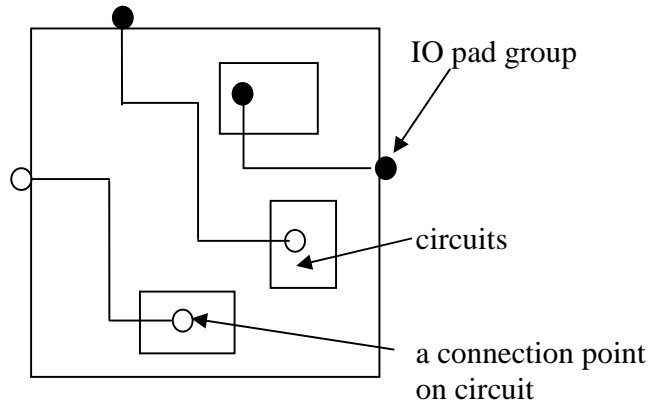 IO pad group
circuits
a connection point
on circuit